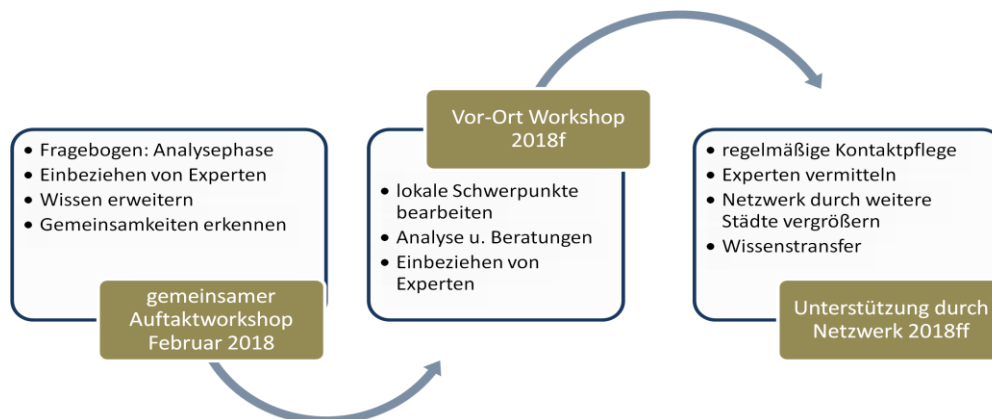 • Fragebogen: Analysephase
• Einbeziehen von Experten
• Wissen erweitern
• Gemeinsamkeiten erkennen
gemeinsamer
Auftaktworkshop
Februar 2018
Vor-Ort Workshop
2018f
• lokale Schwerpunkte
bearbeiten
• Analyse u. Beratungen
• Einbeziehen von
Experten
• regelmäßige Kontaktpflege
• Experten vermitteln
• Netzwerk durch weitere
Städte vergrößern
• Wissenstransfer
Unterstützung durch
Netzwerk 2018ff